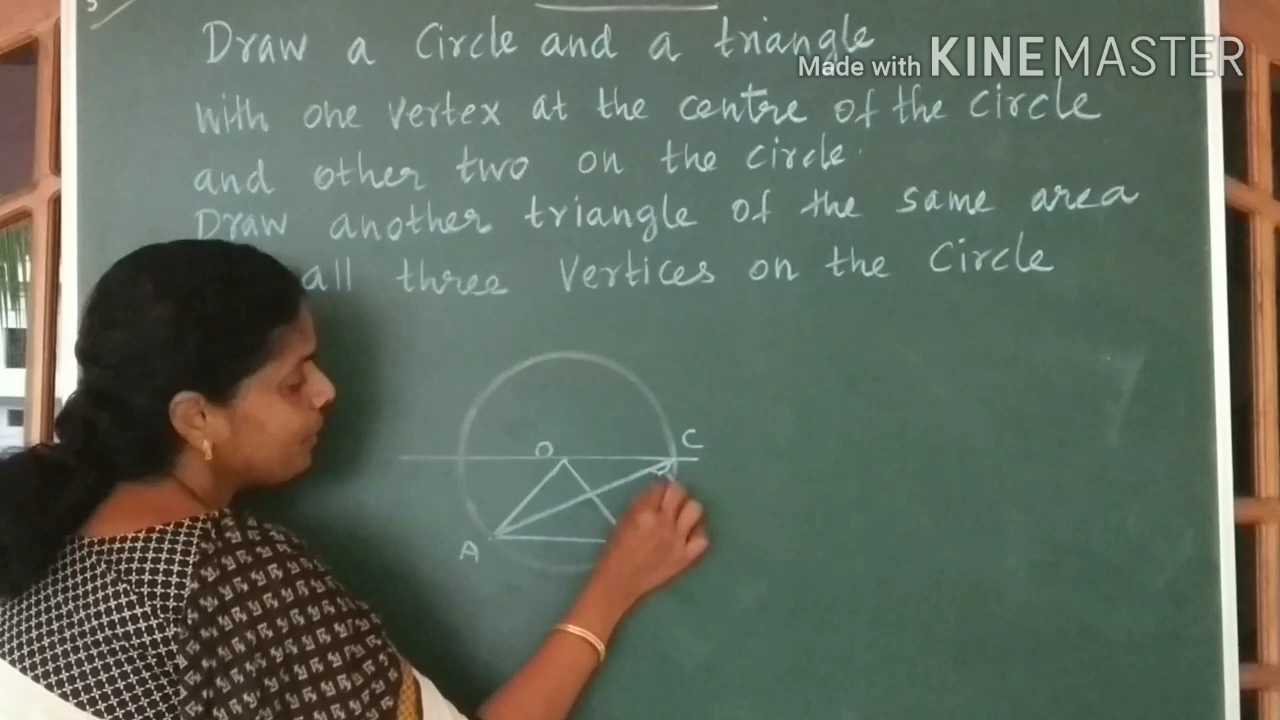 Draw a Circle and a triangle
Made with KINEMASTER
with one vertex at the centre of the circle
and other two on the circle.
Draw another triangle of the same area
all three Vertices on the Circle
O
C
A